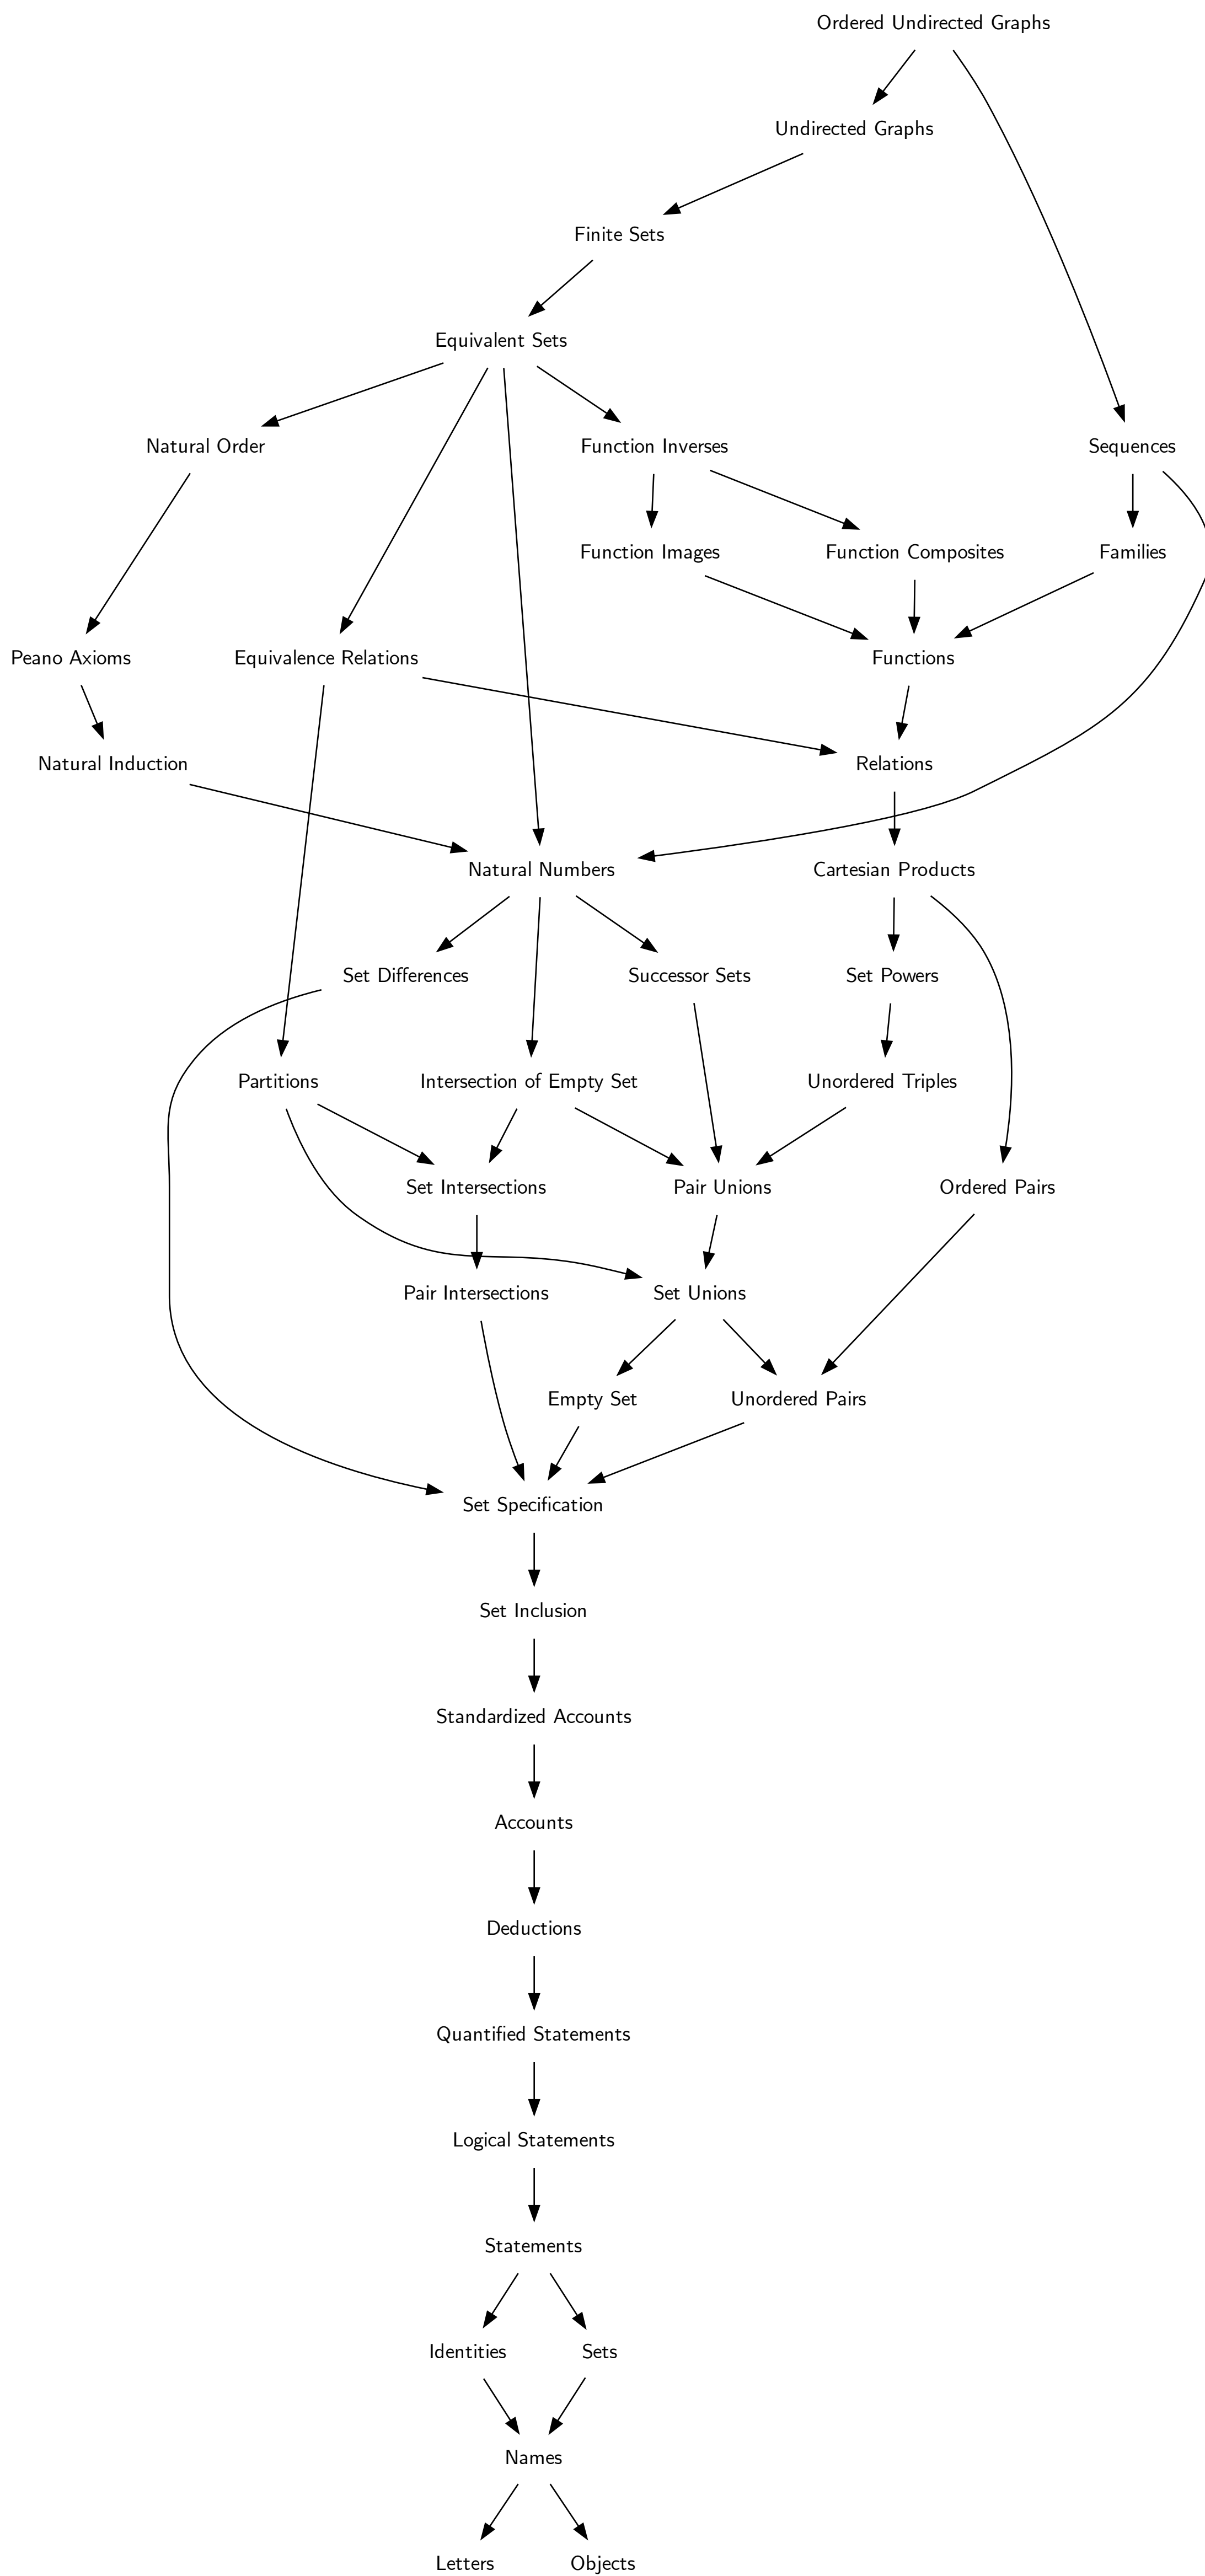 Ordered Undirected Graphs
Undirected Graphs
Finite Sets
Equivalent Sets
Natural Order
Function Inverses
Sequences
Function Images
Function Composites
Families
Peano Axioms
Equivalence Relations
Functions
Natural Induction
Relations
Natural Numbers
Cartesian Products
Set Differences
Successor Sets
Set Powers
Partitions
Intersection of Empty Set
Unordered Triples
Set Intersections
Pair Unions
Ordered Pairs
Pair Intersections
Set Unions
Empty Set
Unordered Pairs
Set Specification
Set Inclusion
Standardized Accounts
Accounts
Deductions
Quantified Statements
Logical Statements
Statements
Identities
Sets
Names
Letters
Objects